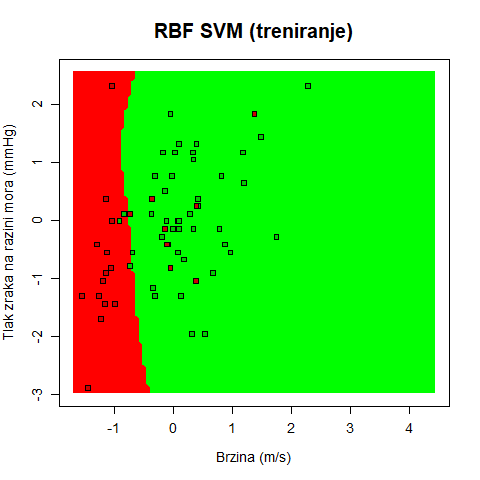 RBF SVM (treniranje)
Tlak zraka na razini mora (mmHg)
2
1
0
-1
-2
-3
-1 0 1 2 3 4
Brzina (m/s)